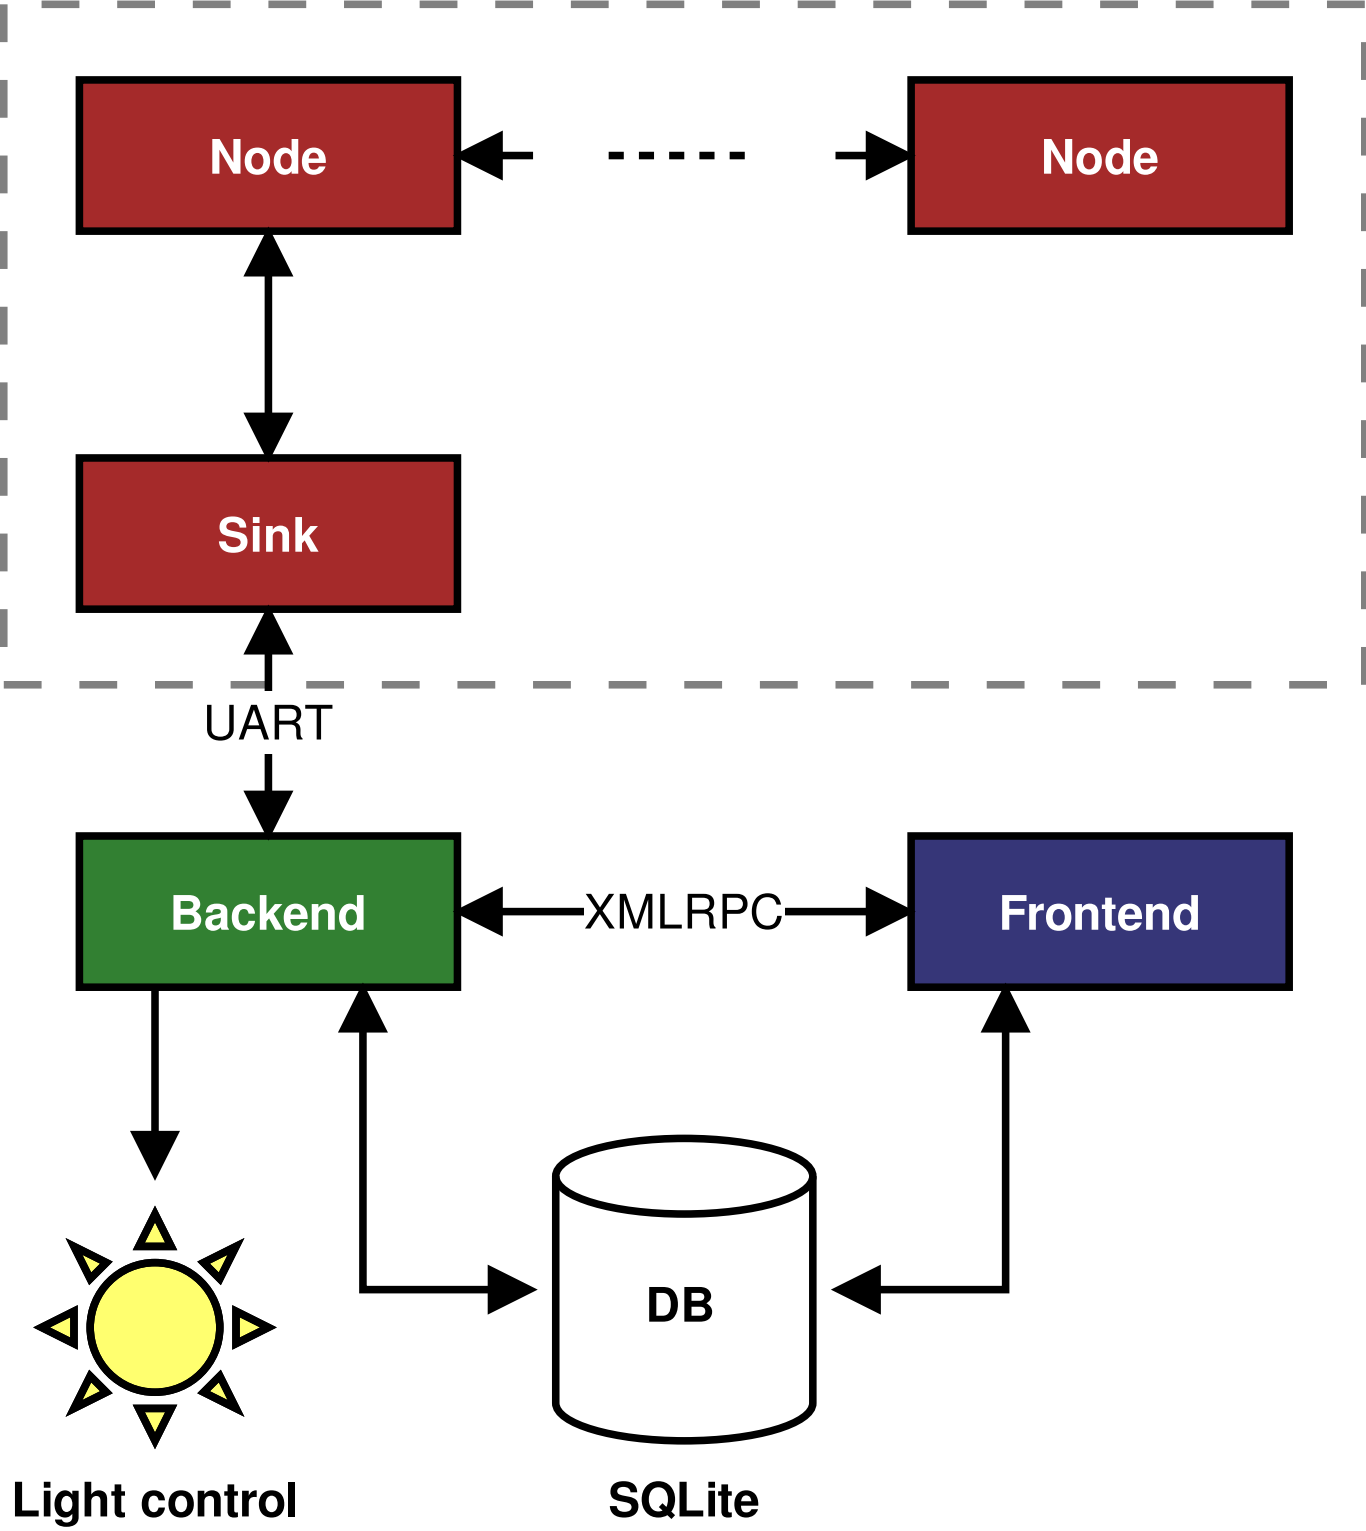 Node
Node
Sink
UART
Backend
XMLRPC
Frontend
DB
Light control
SQLite